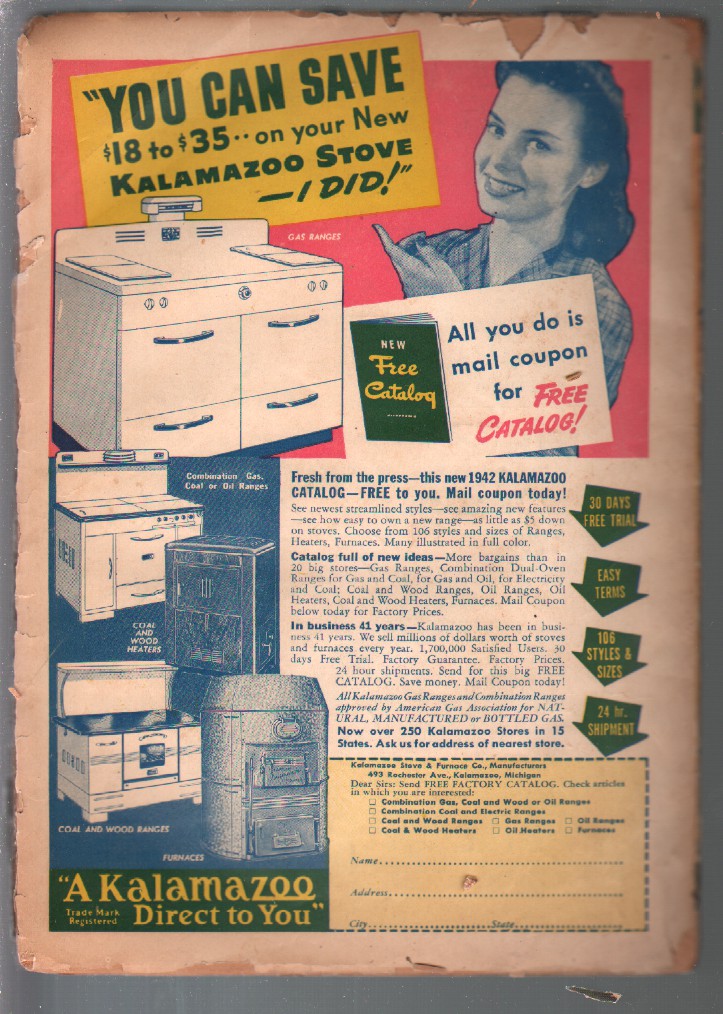 "YOU CAN SAVE
$18 to $35·· on your New
KALAMAZOO STOVE
—I DID!"
GAS RANGES
NEW
Free
Catalog
All you do is
mail coupon
for FREE
CATALOG!
Combination Gas,
Coal or Oil Ranges
COAL
AND
WOOD
HEATERS
COAL AND WOOD RANGES
FURNACES
Fresh from the press—this new 1942 KALAMAZOO
CATALOG—FREE to you. Mail coupon today!
See newest streamlined styles—see amazing new features
—see how easy to own a new range—as little as $5 down
on stoves. Choose from 106 styles and sizes of Ranges,
Heaters, Furnaces. Many illustrated in full color.
Catalog full of new ideas—More bargains than in
20 big stores—Gas Ranges, Combination Dual-Oven
Ranges for Gas and Coal, for Gas and Oil, for Electricity
and Coal; Coal and Wood Ranges, Oil Ranges, Oil
Heaters, Coal and Wood Heaters, Furnaces. Mail Coupon
below today for Factory Prices.
In business 41 years—Kalamazoo has been in busi-
ness 41 years. We sell millions of dollars worth of stoves
and furnaces every year. 1,700,000 Satisfied Users. 30
days Free Trial. Factory Guarantee. Factory Prices.
24 hour shipments. Send for this big FREE
CATALOG. Save money. Mail Coupon today!
All Kalamazoo Gas Ranges and Combination Ranges
approved by American Gas Association for NAT-
URAL, MANUFACTURED or BOTTLED GAS.
Now over 250 Kalamazoo Stores in 15
States. Ask us for address of nearest store.
30 DAYS
FREE TRIAL
EASY
TERMS
106
STYLES &
SIZES
24 hr.
SHIPMENT
Kalamazoo Stove & Furnace Co., Manufacturers
493 Rochester Ave., Kalamazoo, Michigan
Dear Sirs: Send FREE FACTORY CATALOG. Check articles
in which you are interested:
☐ Combination Gas, Coal and Wood or Oil Ranges
☐ Combination Coal and Electric Ranges
☐ Coal and Wood Ranges ☐ Gas Ranges ☐ Oil Ranges
☐ Coal & Wood Heaters ☐ Oil Heaters ☐ Furnaces
Name
Address
City State
"A Kalamazoo
Trade Mark
Registered
Direct to You"